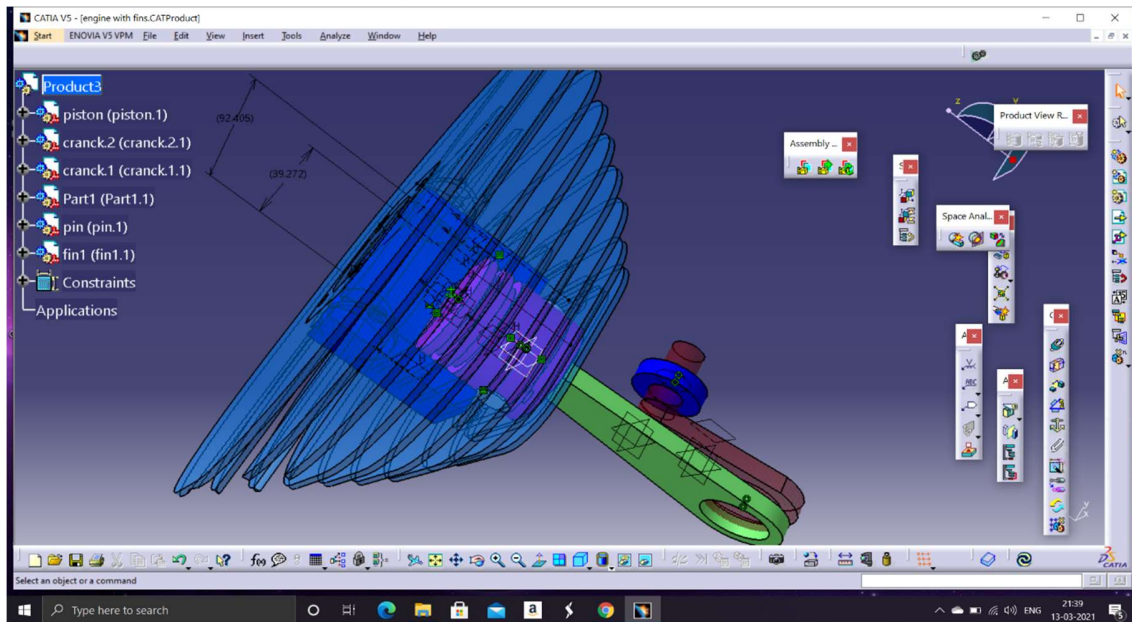 CATIA V5 - [engine with fins.CATProduct]
Start ENOVIA V5 VPM File Edit View Insert Tools Analyze Window Help
Product3
piston (piston.1)
cranck.2 (cranck.2.1)
cranck.1 (cranck.1.1)
Part1 (Part1.1)
pin (pin.1)
fin1 (fin1.1)
Constraints
Applications
(92.405)
(39.272)
Product View R...
Assembly ...
Space Anal...
CATIA
Select an object or a command
Type here to search
ENG
21:39
13-03-2021